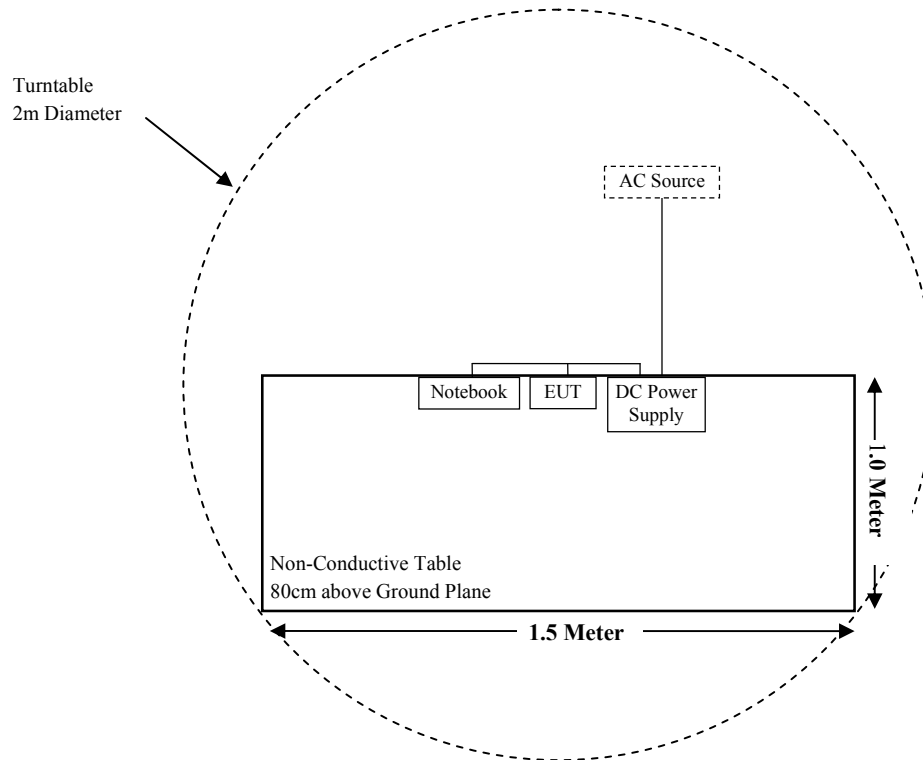 Turntable
2m Diameter
AC Source
Notebook
EUT
DC Power
Supply
1.0 Meter
Non-Conductive Table
80cm above Ground Plane
1.5 Meter